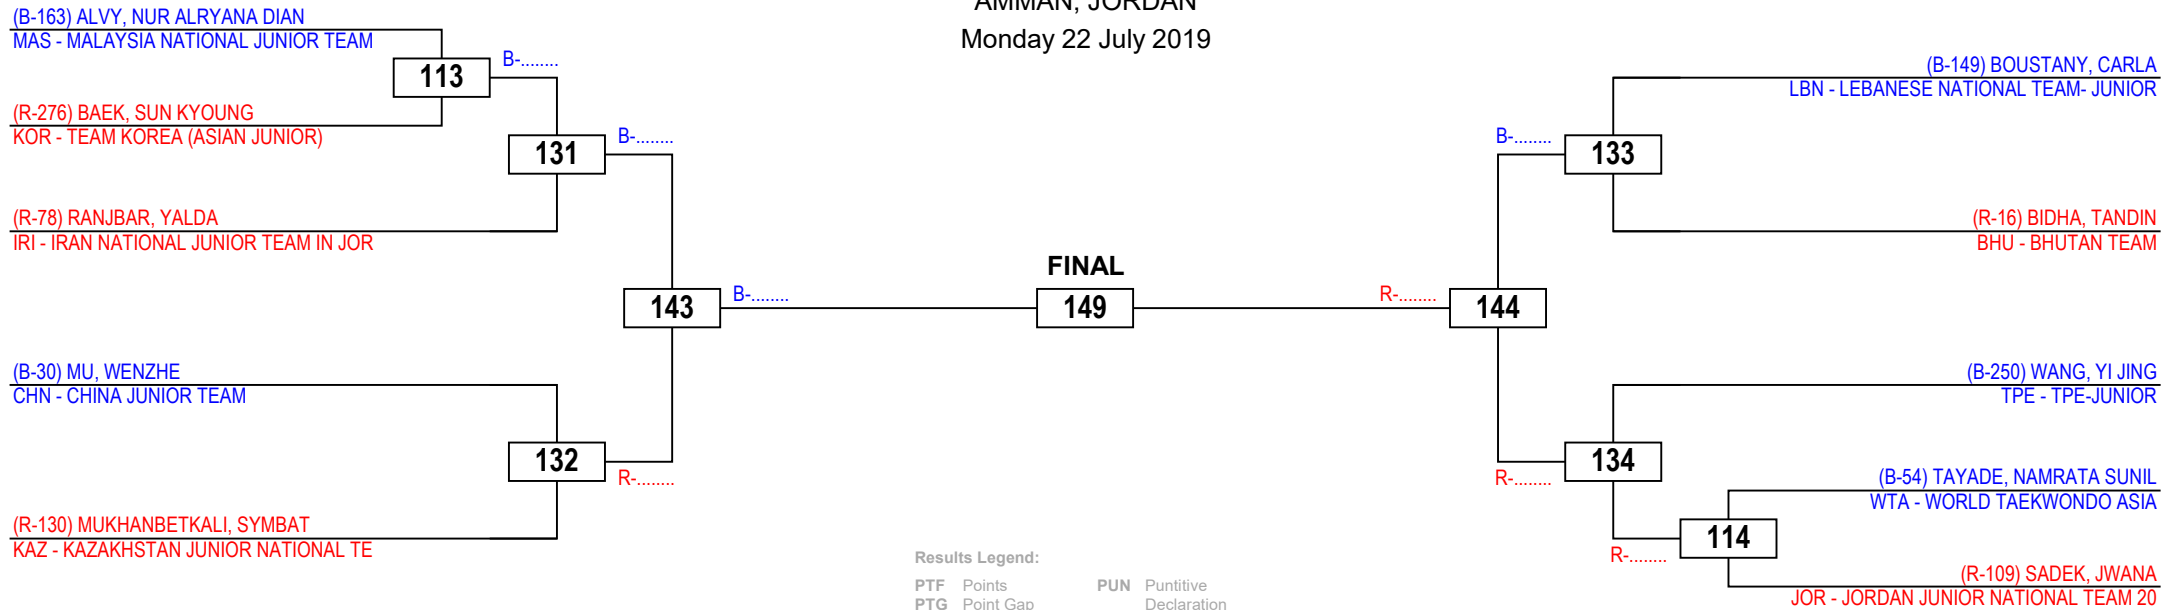 AMMAN, JORDAN
Monday 22 July 2019
(B-163) ALVY, NUR ALRYANA DIAN
MAS - MALAYSIA NATIONAL JUNIOR TEAM
113
B-........
(R-276) BAEK, SUN KYOUNG
KOR - TEAM KOREA (ASIAN JUNIOR)
131
B-........
(R-78) RANJBAR, YALDA
IRI - IRAN NATIONAL JUNIOR TEAM IN JOR
143
B-........
(B-30) MU, WENZHE
CHN - CHINA JUNIOR TEAM
132
R-........
(R-130) MUKHANBETKALI, SYMBAT
KAZ - KAZAKHSTAN JUNIOR NATIONAL TE
FINAL
149
(B-149) BOUSTANY, CARLA
LBN - LEBANESE NATIONAL TEAM- JUNIOR
B-........
133
(R-16) BIDHA, TANDIN
BHU - BHUTAN TEAM
R-........
144
(B-250) WANG, YI JING
TPE - TPE-JUNIOR
R-........
134
(B-54) TAYADE, NAMRATA SUNIL
WTA - WORLD TAEKWONDO ASIA
R-........
114
(R-109) SADEK, JWANA
JOR - JORDAN JUNIOR NATIONAL TEAM 20
Results Legend:
PTF Points PUN Puntitive
PTG Point Gap Declaration